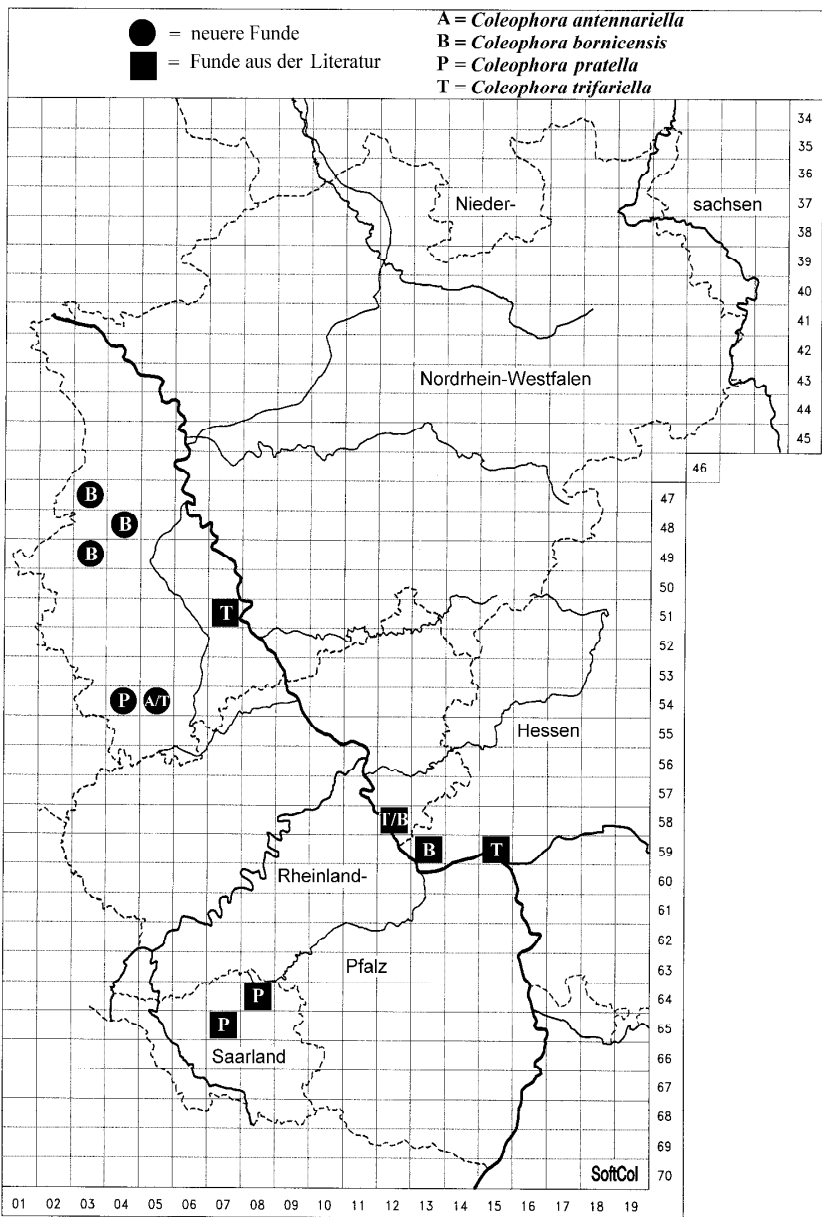 = neuere Funde
= Funde aus der Literatur
A = Coleophora antennariella
B = Coleophora bornicensis
P = Coleophora pratella
T = Coleophora trifariella
34
35
36
Nieder- sachsen 37
38
39
40
41
42
Nordrhein-Westfalen 43
44
45
46
B 47
B 48
B 49
50
T 51
52
53
P A/T 54
Hessen 55
56
57
T/B 58
B T 59
Rheinland- 60
61
62
Pfalz 63
P 64
P 65
Saarland 66
67
68
69
SoftCol 70
01 02 03 04 05 06 07 08 09 10 11 12 13 14 15 16 17 18 19